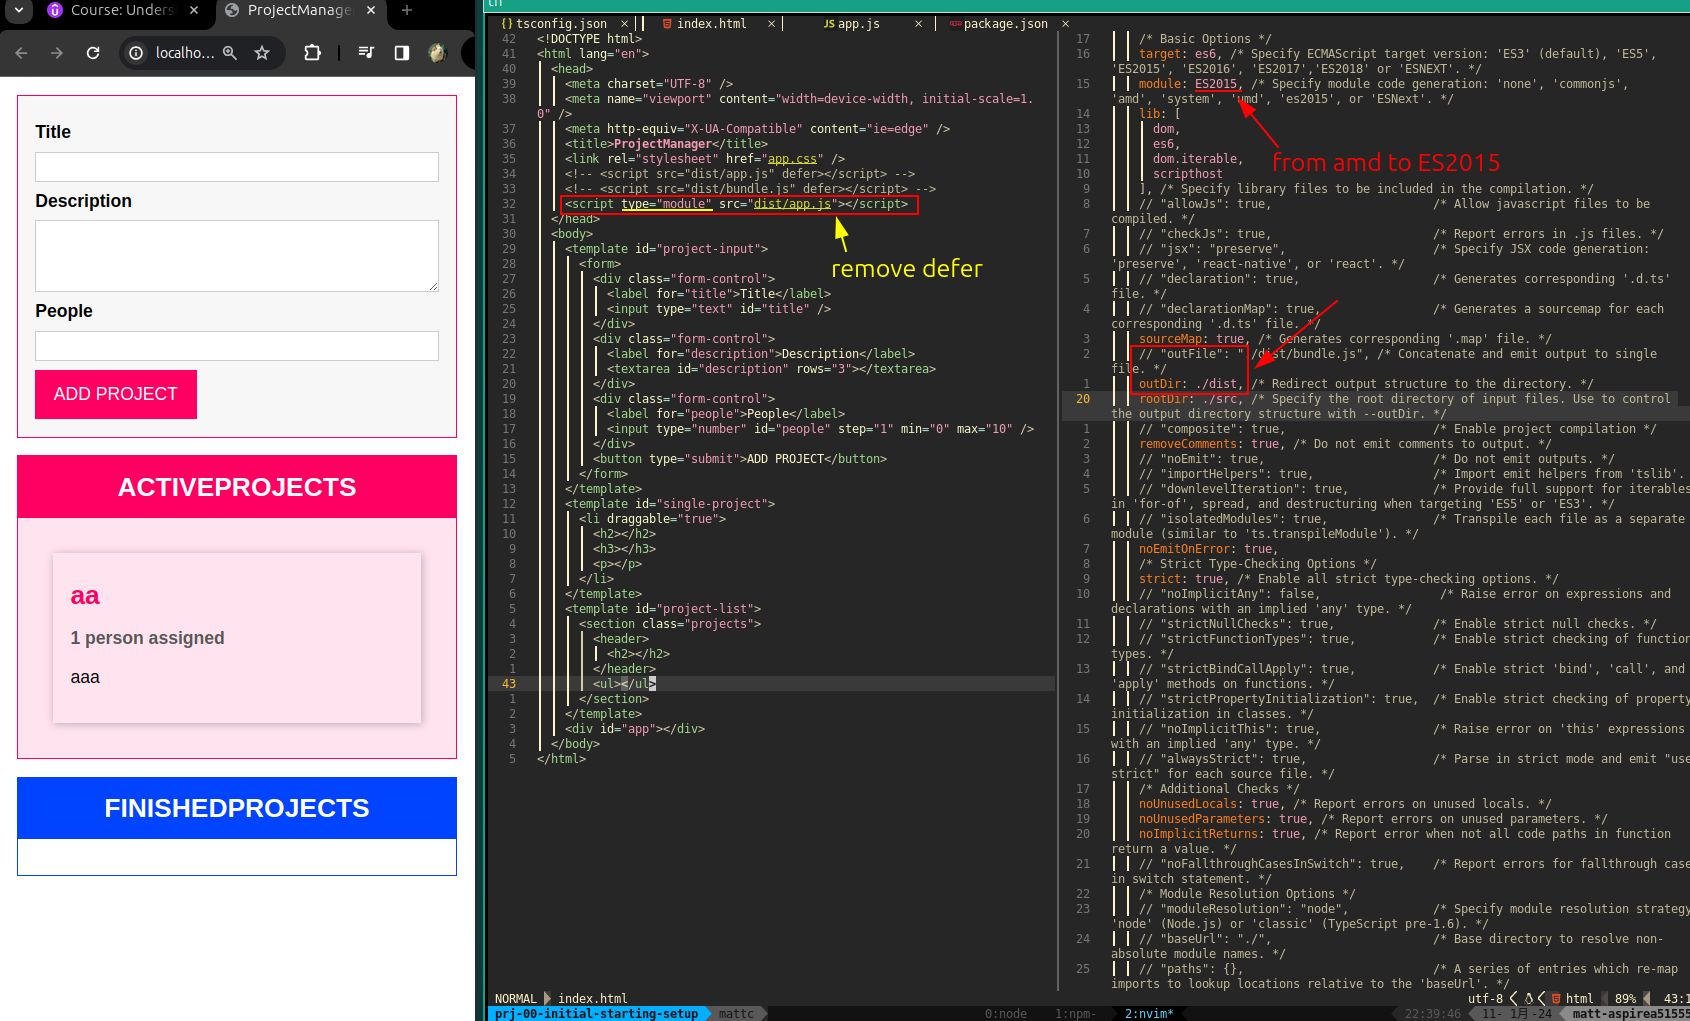 Course: Unders
ProjectManage
localho...
Title
Description
People
ADD PROJECT
ACTIVEPROJECTS
aa
1 person assigned
aaa
FINISHEDPROJECTS
{} tsconfig.json × index.html × JS app.js × package.json ×
42 <!DOCTYPE html>
41 <html lang="en">
40 <head>
39 <meta charset="UTF-8" />
38 <meta name="viewport" content="width=device-width, initial-scale=1.
0" />
37 <meta http-equiv="X-UA-Compatible" content="ie=edge" />
36 <title>ProjectManager</title>
35 <link rel="stylesheet" href="app.css" />
34 <!-- <script src="dist/app.js" defer></script> -->
33 <!-- <script src="dist/bundle.js" defer></script> -->
32 <script type="module" src="dist/app.js"></script>
31 </head>
30 <body>
29 <template id="project-input">
28 <form>
27 <div class="form-control">
26 <label for="title">Title</label>
25 <input type="text" id="title" />
24 </div>
23 <div class="form-control">
22 <label for="description">Description</label>
21 <textarea id="description" rows="3"></textarea>
20 </div>
19 <div class="form-control">
18 <label for="people">People</label>
17 <input type="number" id="people" step="1" min="0" max="10" />
16 </div>
15 <button type="submit">ADD PROJECT</button>
14 </form>
13 </template>
12 <template id="single-project">
11 <li draggable="true">
10 <h2></h2>
9 <h3></h3>
8 <p></p>
7 </li>
6 </template>
5 <template id="project-list">
4 <section class="projects">
3 <header>
2 <h2></h2>
1 </header>
43 <ul></ul>
1 </section>
2 </template>
3 <div id="app"></div>
4 </body>
5 </html>
remove defer
17 /* Basic Options */
16 target: es6, /* Specify ECMAScript target version: 'ES3' (default), 'ES5',
'ES2015', 'ES2016', 'ES2017','ES2018' or 'ESNEXT'. */
15 module: ES2015, /* Specify module code generation: 'none', 'commonjs',
'amd', 'system', 'umd', 'es2015', or 'ESNext'. */
14 lib: [
13 dom,
12 es6,
11 dom.iterable,
10 scripthost
9 ], /* Specify library files to be included in the compilation. */
from amd to ES2015
8 // "allowJs": true, /* Allow javascript files to be
compiled. */
7 // "checkJs": true, /* Report errors in .js files. */
6 // "jsx": "preserve", /* Specify JSX code generation:
'preserve', 'react-native', or 'react'. */
5 // "declaration": true, /* Generates corresponding '.d.ts'
file. */
4 // "declarationMap": true, /* Generates a sourcemap for each
corresponding '.d.ts' file. */
3 sourceMap: true, /* Generates corresponding '.map' file. */
2 // "outFile": "./dist/bundle.js", /* Concatenate and emit output to single
file. */
1 outDir: ./dist, /* Redirect output structure to the directory. */
20 rootDir: ./src, /* Specify the root directory of input files. Use to control
the output directory structure with --outDir. */
1 // "composite": true, /* Enable project compilation */
2 removeComments: true, /* Do not emit comments to output. */
3 // "noEmit": true, /* Do not emit outputs. */
4 // "importHelpers": true, /* Import emit helpers from 'tslib'. */
5 // "downlevelIteration": true, /* Provide full support for iterables
in 'for-of', spread, and destructuring when targeting 'ES5' or 'ES3'. */
6 // "isolatedModules": true, /* Transpile each file as a separate
module (similar to 'ts.transpileModule'). */
7 noEmitOnError: true,
8 /* Strict Type-Checking Options */
9 strict: true, /* Enable all strict type-checking options. */
10 // "noImplicitAny": false, /* Raise error on expressions and
declarations with an implied 'any' type. */
11 // "strictNullChecks": true, /* Enable strict null checks. */
12 // "strictFunctionTypes": true, /* Enable strict checking of function
types. */
13 // "strictBindCallApply": true, /* Enable strict 'bind', 'call', and
'apply' methods on functions. */
14 // "strictPropertyInitialization": true, /* Enable strict checking of property
initialization in classes. */
15 // "noImplicitThis": true, /* Raise error on 'this' expressions
with an implied 'any' type. */
16 // "alwaysStrict": true, /* Parse in strict mode and emit "use
strict" for each source file. */
17 /* Additional Checks */
18 noUnusedLocals: true, /* Report errors on unused locals. */
19 noUnusedParameters: true, /* Report errors on unused parameters. */
20 noImplicitReturns: true, /* Report error when not all code paths in function
return a value. */
21 // "noFallthroughCasesInSwitch": true, /* Report errors for fallthrough case
in switch statement. */
22 /* Module Resolution Options */
23 // "moduleResolution": "node", /* Specify module resolution strategy
'node' (Node.js) or 'classic' (TypeScript pre-1.6). */
24 // "baseUrl": "./", /* Base directory to resolve non-
absolute module names. */
25 // "paths": {}, /* A series of entries which re-map
imports to lookup locations relative to the 'baseUrl'. */
NORMAL index.html utf-8 html 89% 43:1
prj-00-initial-starting-setup mattc 0:node 1:npm- 2:nvim* 22:39:46 11- 1月-24 matt-aspirea51555